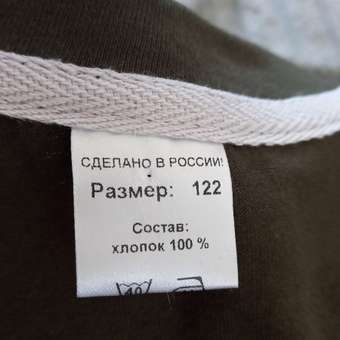 СДЕЛАНО В РОССИИ!
Размер: 122
Состав:
хлопок 100 %